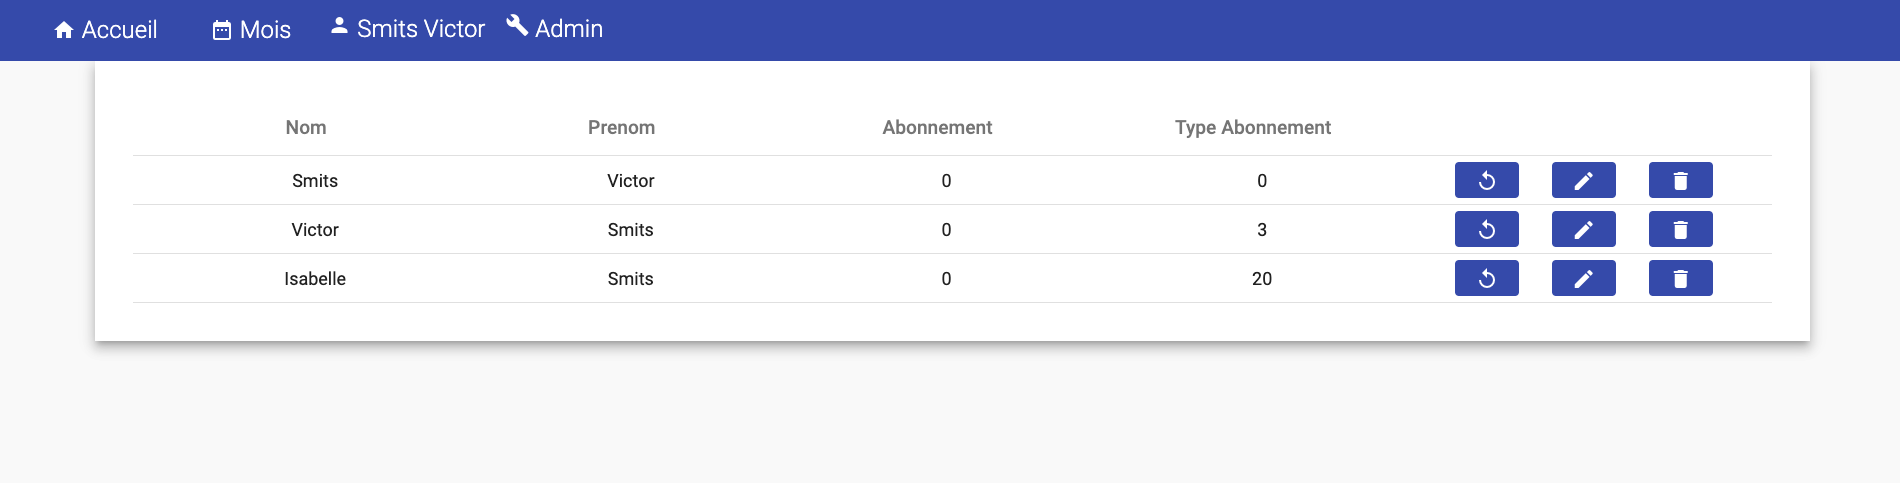 Accueil Mois Smits Victor Admin
Nom Prenom Abonnement Type Abonnement
Smits Victor 0 0
Victor Smits 0 3
Isabelle Smits 0 20